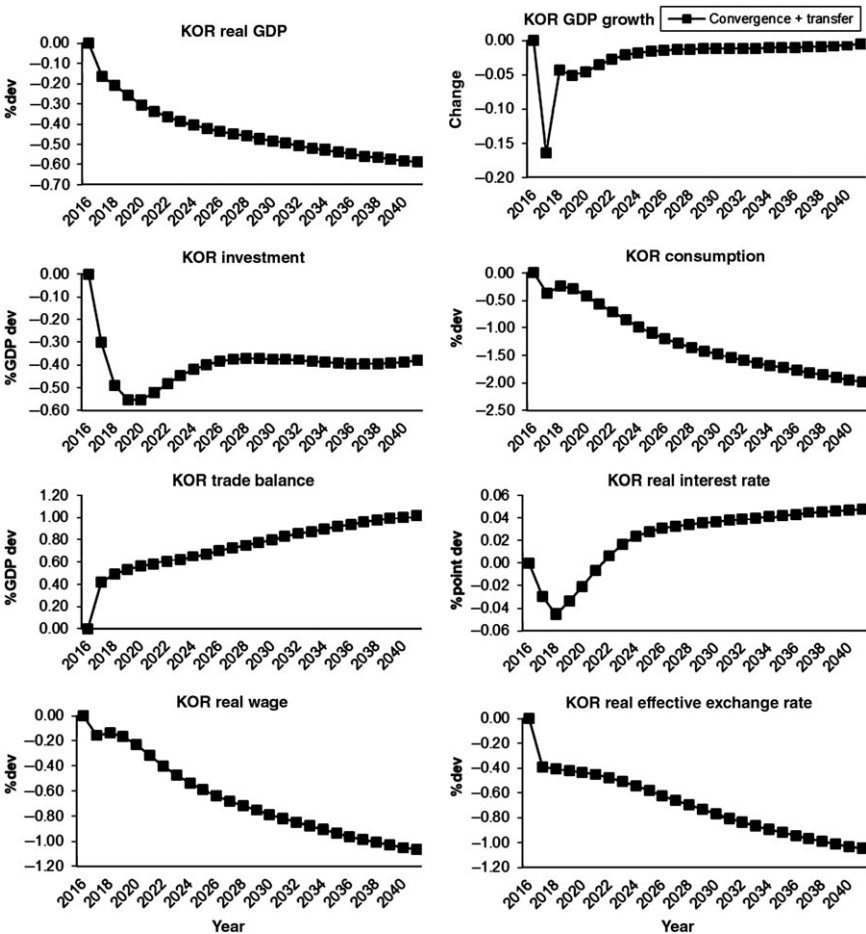 KOR real GDP
%dev
0.00
–0.10
–0.20
–0.30
–0.40
–0.50
–0.60
–0.70
2016 2018 2020 2022 2024 2026 2028 2030 2032 2034 2036 2038 2040
KOR GDP growth
Convergence + transfer
Change
0.00
–0.05
–0.10
–0.15
–0.20
2016 2018 2020 2022 2024 2026 2028 2030 2032 2034 2036 2038 2040
KOR investment
%GDP dev
0.00
–0.10
–0.20
–0.30
–0.40
–0.50
–0.60
2016 2018 2020 2022 2024 2026 2028 2030 2032 2034 2036 2038 2040
KOR consumption
%dev
0.00
–0.50
–1.00
–1.50
–2.00
–2.50
2016 2018 2020 2022 2024 2026 2028 2030 2032 2034 2036 2038 2040
KOR trade balance
%GDP dev
1.20
1.00
0.80
0.60
0.40
0.20
0.00
2016 2018 2020 2022 2024 2026 2028 2030 2032 2034 2036 2038 2040
KOR real interest rate
%point dev
0.06
0.04
0.02
0.00
–0.02
–0.04
–0.06
2016 2018 2020 2022 2024 2026 2028 2030 2032 2034 2036 2038 2040
KOR real wage
%dev
0.00
–0.20
–0.40
–0.60
–0.80
–1.00
–1.20
2016 2018 2020 2022 2024 2026 2028 2030 2032 2034 2036 2038 2040
Year
KOR real effective exchange rate
%dev
0.00
–0.20
–0.40
–0.60
–0.80
–1.00
–1.20
2016 2018 2020 2022 2024 2026 2028 2030 2032 2034 2036 2038 2040
Year